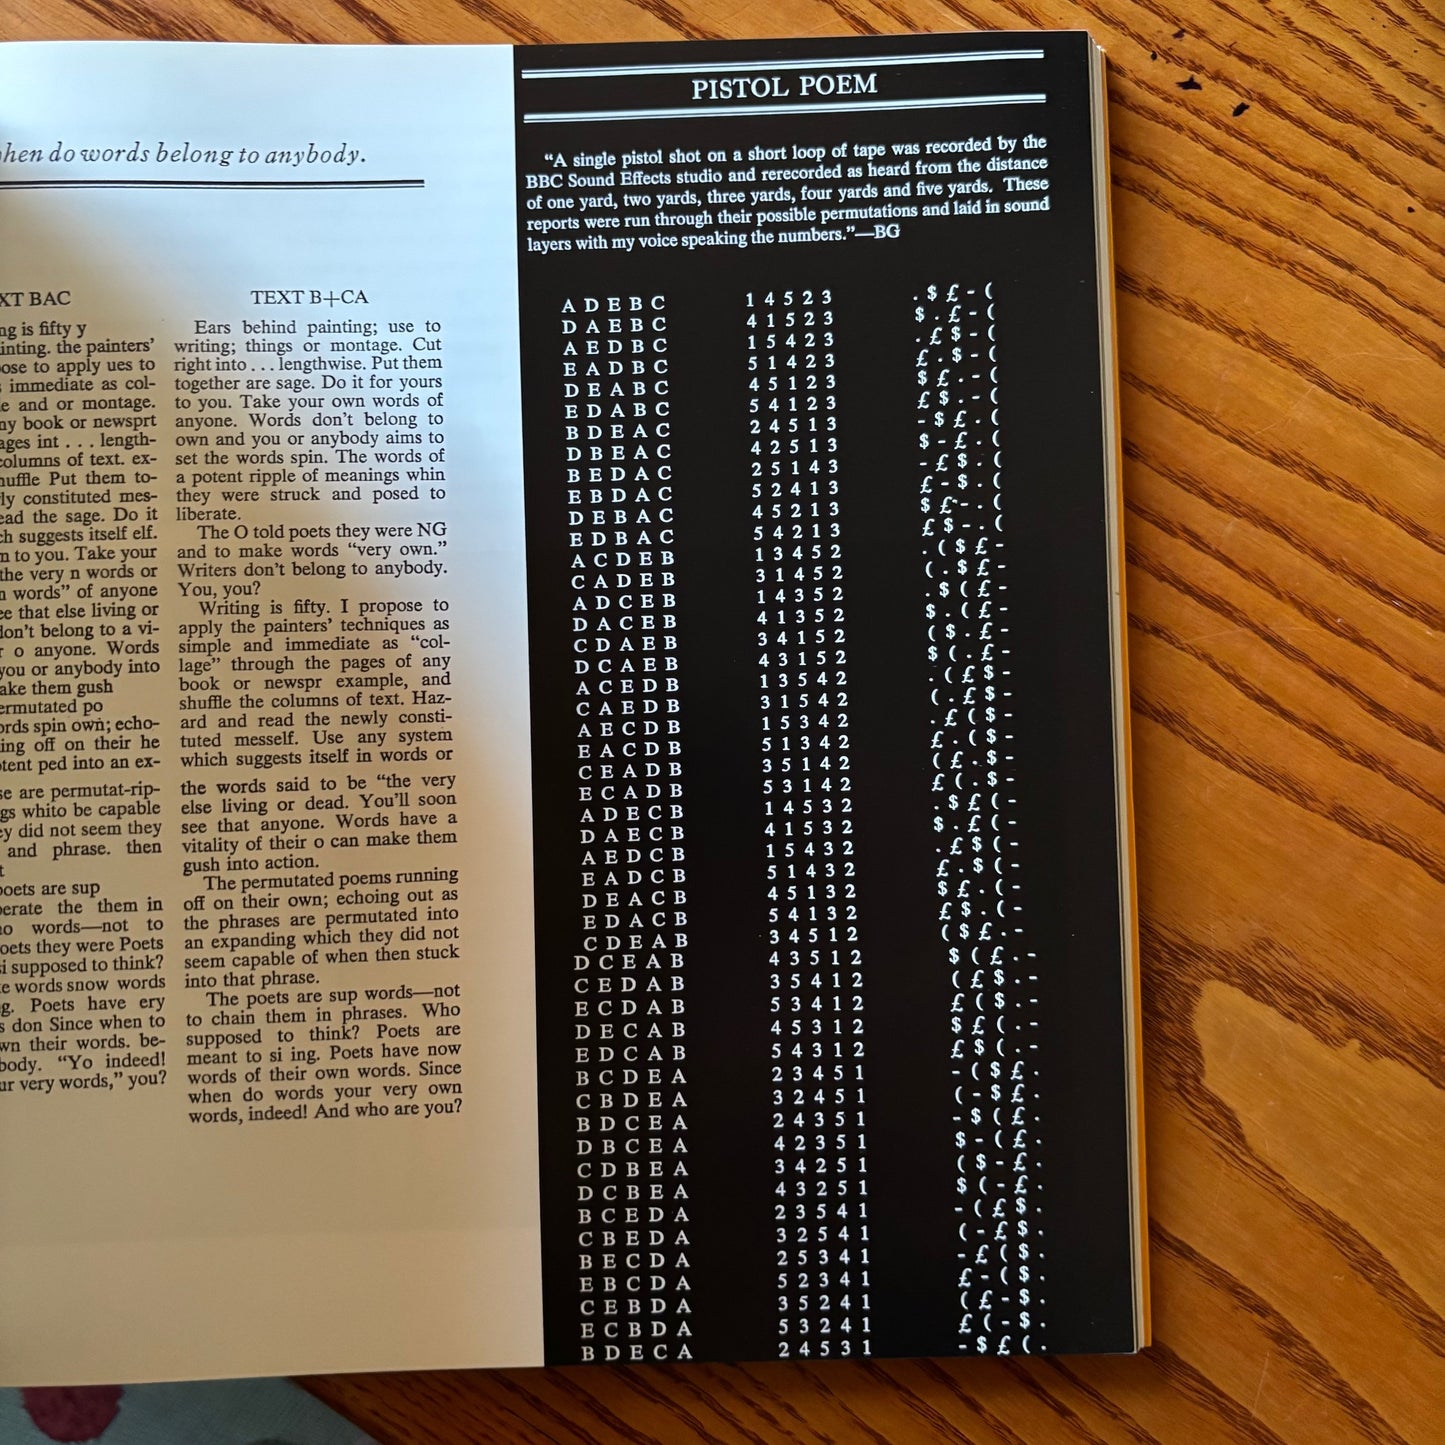 hen do words belong to anybody.
XT BAC
ng is fifty y
inting. the painters’
ose to apply ues to
immediate as col-
e and or montage.
ny book or newsprt
ages int . . . length-
columns of text. ex-
huffle Put them to-
ly constituted mes-
ead the sage. Do it
ch suggests itself elf.
n to you. Take your
the very n words or
n words” of anyone
ee that else living or
don’t belong to a vi-
r o anyone. Words
you or anybody into
ake them gush
ermutated po
ords spin own; echo-
ing off on their he
otent ped into an ex-
se are permutat-rip-
gs whito be capable
ey did not seem they
and phrase. then
t
poets are sup
berate the them in
no words—not to
oets they were Poets
si supposed to think?
e words snow words
g. Poets have ery
s don Since when to
wn their words. be-
body. “Yo indeed!
ur very words,” you?
TEXT B+CA
Ears behind painting; use to
writing; things or montage. Cut
right into . . . lengthwise. Put them
together are sage. Do it for yours
to you. Take your own words of
anyone. Words don’t belong to
own and you or anybody aims to
set the words spin. The words of
a potent ripple of meanings whin
they were struck and posed to
liberate.
The O told poets they were NG
and to make words “very own.”
Writers don’t belong to anybody.
You, you?
Writing is fifty. I propose to
apply the painters’ techniques as
simple and immediate as “col-
lage” through the pages of any
book or newspr example, and
shuffle the columns of text. Haz-
ard and read the newly consti-
tuted mesself. Use any system
which suggests itself in words or
the words said to be “the very
else living or dead. You’ll soon
see that anyone. Words have a
vitality of their o can make them
gush into action.
The permutated poems running
off on their own; echoing out as
the phrases are permutated into
an expanding which they did not
seem capable of when then stuck
into that phrase.
The poets are sup words—not
to chain them in phrases. Who
supposed to think? Poets are
meant to si ing. Poets have now
words of their own words. Since
when do words your very own
words, indeed! And who are you?
PISTOL POEM
“A single pistol shot on a short loop of tape was recorded by the
BBC Sound Effects studio and rerecorded as heard from the distance
of one yard, two yards, three yards, four yards and five yards. These
reports were run through their possible permutations and laid in sound
layers with my voice speaking the numbers.”—BG
A D E B C 1 4 5 2 3 . $ £ - (
D A E B C 4 1 5 2 3 $ . £ - (
A E D B C 1 5 4 2 3 . £ $ - (
E A D B C 5 1 4 2 3 £ . $ - (
D E A B C 4 5 1 2 3 $ £ . - (
E D A B C 5 4 1 2 3 £ $ . - (
B D E A C 2 4 5 1 3 - $ £ . (
D B E A C 4 2 5 1 3 $ - £ . (
B E D A C 2 5 1 4 3 - £ $ . (
E B D A C 5 2 4 1 3 £ - $ . (
D E B A C 4 5 2 1 3 $ £ - . (
E D B A C 5 4 2 1 3 £ $ - . (
A C D E B 1 3 4 5 2 . ( $ £ -
C A D E B 3 1 4 5 2 ( . $ £ -
A D C E B 1 4 3 5 2 . $ ( £ -
D A C E B 4 1 3 5 2 $ . ( £ -
C D A E B 3 4 1 5 2 ( $ . £ -
D C A E B 4 3 1 5 2 $ ( . £ -
A C E D B 1 3 5 4 2 . ( £ $ -
C A E D B 3 1 5 4 2 ( . £ $ -
A E C D B 1 5 3 4 2 . £ ( $ -
E A C D B 5 1 3 4 2 £ . ( $ -
C E A D B 3 5 1 4 2 ( £ . $ -
E C A D B 5 3 1 4 2 £ ( . $ -
A D E C B 1 4 5 3 2 . $ £ ( -
D A E C B 4 1 5 3 2 $ . £ ( -
A E D C B 1 5 4 3 2 . £ $ ( -
E A D C B 5 1 4 3 2 £ . $ ( -
D E A C B 4 5 1 3 2 $ £ . ( -
E D A C B 5 4 1 3 2 £ $ . ( -
C D E A B 3 4 5 1 2 ( $ £ . -
D C E A B 4 3 5 1 2 $ ( £ . -
C E D A B 3 5 4 1 2 ( £ $ . -
E C D A B 5 3 4 1 2 £ ( $ . -
D E C A B 4 5 3 1 2 $ £ ( . -
E D C A B 5 4 3 1 2 £ $ ( . -
B C D E A 2 3 4 5 1 - ( $ £ .
C B D E A 3 2 4 5 1 ( - $ £ .
B D C E A 2 4 3 5 1 - $ ( £ .
D B C E A 4 2 3 5 1 $ - ( £ .
C D B E A 3 4 2 5 1 ( $ - £ .
D C B E A 4 3 2 5 1 $ ( - £ .
B C E D A 2 3 5 4 1 - ( £ $ .
C B E D A 3 2 5 4 1 ( - £ $ .
B E C D A 2 5 3 4 1 - £ ( $ .
E B C D A 5 2 3 4 1 £ - ( $ .
C E B D A 3 5 2 4 1 ( £ - $ .
E C B D A 5 3 2 4 1 £ ( - $ .
B D E C A 2 4 5 3 1 - $ £ ( .